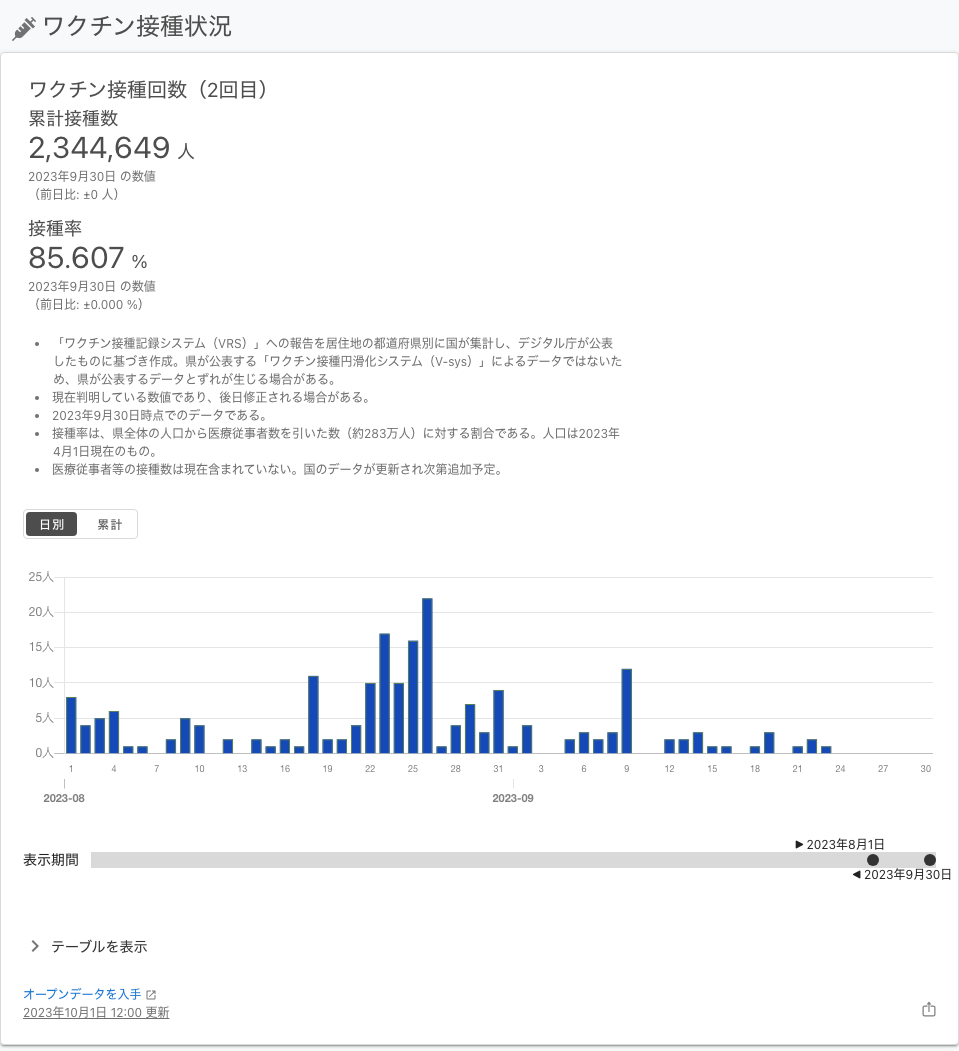 ワクチン接種状況
ワクチン接種回数（2回目）
累計接種数
2,344,649 人
2023年9月30日 の数値
（前日比: ±0 人）
接種率
85.607 %
2023年9月30日 の数値
（前日比: ±0.000 %）
• 「ワクチン接種記録システム（VRS）」への報告を居住地の都道府県別に国が集計し、デジタル庁が公表
したものに基づき作成。県が公表する「ワクチン接種円滑化システム（V-sys）」によるデータではないた
め、県が公表するデータとずれが生じる場合がある。
• 現在判明している数値であり、後日修正される場合がある。
• 2023年9月30日時点でのデータである。
• 接種率は、県全体の人口から医療従事者数を引いた数（約283万人）に対する割合である。人口は2023年
4月1日現在のもの。
• 医療従事者等の接種数は現在含まれていない。国のデータが更新され次第追加予定。
日別 累計
25人
20人
15人
10人
5人
0人
1 4 7 10 13 16 19 22 25 28 31 3 6 9 12 15 18 21 24 27 30
2023-08 2023-09
▶ 2023年8月1日
表示期間
◀ 2023年9月30日
テーブルを表示
オープンデータを入手
2023年10月1日 12:00 更新